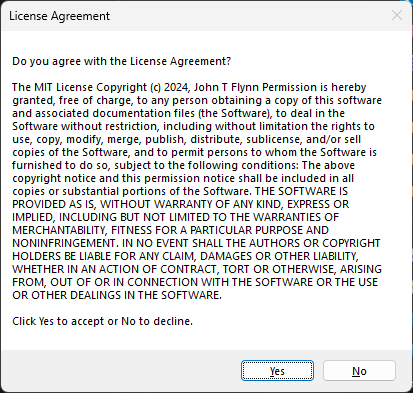 License Agreement
Do you agree with the License Agreement?
The MIT License Copyright (c) 2024, John T Flynn Permission is hereby
granted, free of charge, to any person obtaining a copy of this software
and associated documentation files (the Software), to deal in the
Software without restriction, including without limitation the rights to
use, copy, modify, merge, publish, distribute, sublicense, and/or sell
copies of the Software, and to permit persons to whom the Software is
furnished to do so, subject to the following conditions: The above
copyright notice and this permission notice shall be included in all
copies or substantial portions of the Software. THE SOFTWARE IS
PROVIDED AS IS, WITHOUT WARRANTY OF ANY KIND, EXPRESS OR
IMPLIED, INCLUDING BUT NOT LIMITED TO THE WARRANTIES OF
MERCHANTABILITY, FITNESS FOR A PARTICULAR PURPOSE AND
NONINFRINGEMENT. IN NO EVENT SHALL THE AUTHORS OR COPYRIGHT
HOLDERS BE LIABLE FOR ANY CLAIM, DAMAGES OR OTHER LIABILITY,
WHETHER IN AN ACTION OF CONTRACT, TORT OR OTHERWISE, ARISING
FROM, OUT OF OR IN CONNECTION WITH THE SOFTWARE OR THE USE
OR OTHER DEALINGS IN THE SOFTWARE.
Click Yes to accept or No to decline.
Yes
No